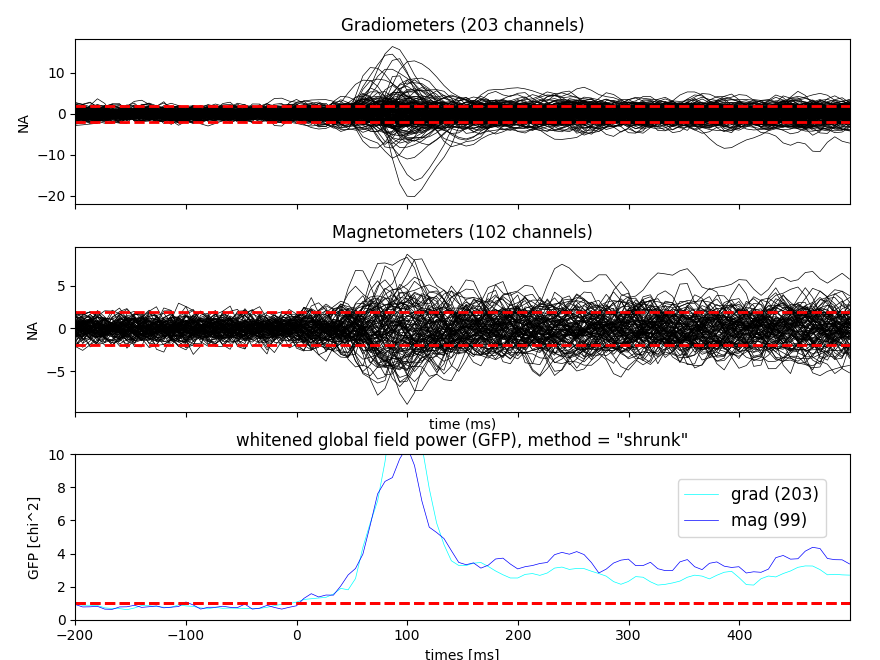 Gradiometers (203 channels)
10
0
−10
−20
NA
Magnetometers (102 channels)
5
0
−5
NA
time (ms)
whitened global field power (GFP), method = "shrunk"
10
8
6
4
2
0
GFP [chi^2]
grad (203)
mag (99)
−200 −100 0 100 200 300 400
times [ms]